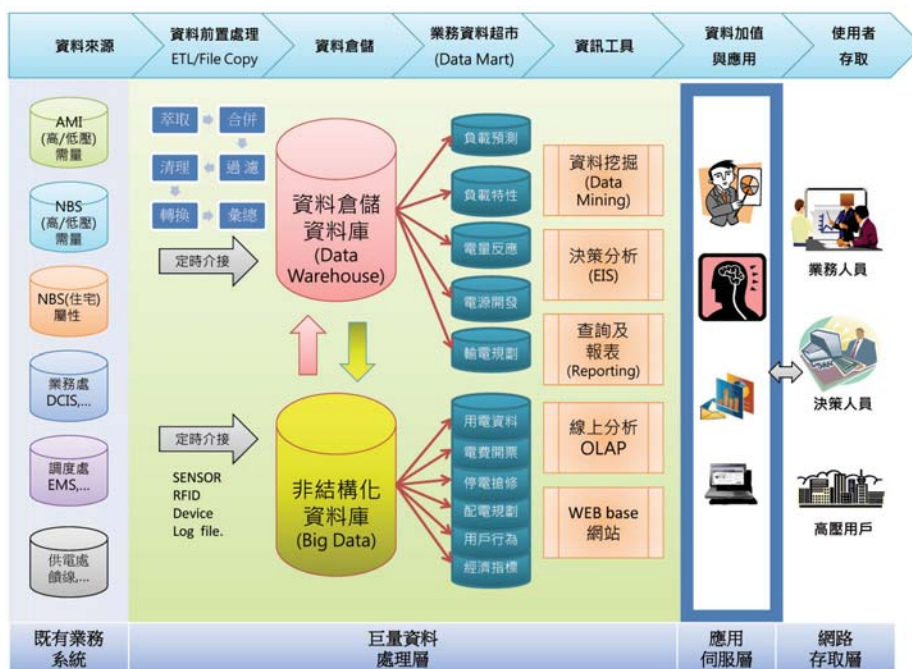 資料來源
資料前置處理
ETL/File Copy
資料倉儲
業務資料超市
(Data Mart)
資訊工具
資料加值
與應用
使用者
存取
AMI
(高/低壓)
需量
NBS
(高/低壓)
需量
NBS(住宅)
屬性
業務處
DCIS,...
調度處
EMS,...
供電處
饋線,...
萃取
合併
清理
過濾
轉換
彙總
定時介接
定時介接
SENSOR
RFID
Device
Log file.
資料倉儲
資料庫
(Data
Warehouse)
非結構化
資料庫
(Big Data)
負載預測
負載特性
電量反應
電源開發
輸電規劃
用電資料
電費開票
停電搶修
配電規劃
用戶行為
經濟指標
資料挖掘
(Data
Mining)
決策分析
(EIS)
查詢及
報表
(Reporting)
線上分析
OLAP
WEB base
網站
業務人員
決策人員
高壓用戶
既有業務
系統
巨量資料
處理層
應用
伺服層
網路
存取層